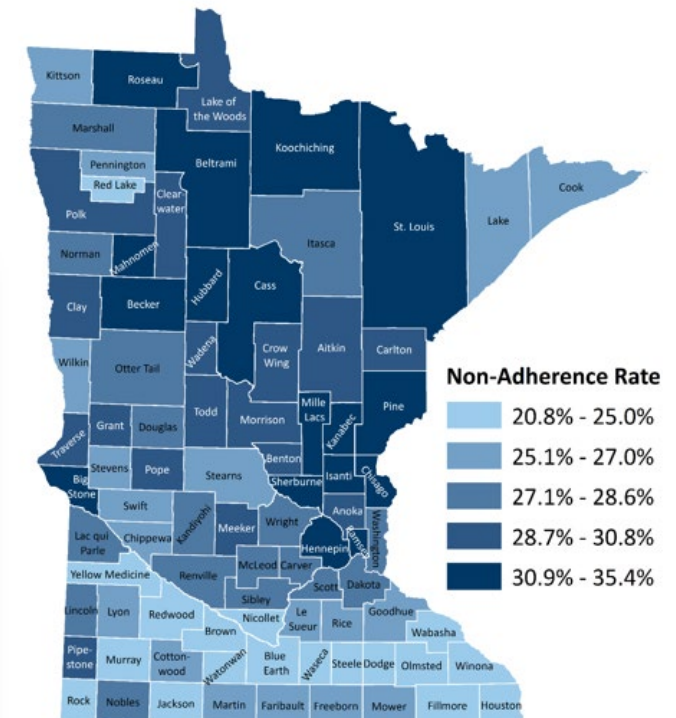 Kittson
Roseau
Lake of
the Woods
Marshall
Koochiching
Beltrami
Pennington
Red Lake
Clear-
water
Polk
St. Louis
Lake
Cook
Itasca
Norman
Mahnomen
Hubbard
Cass
Clay
Becker
Wadena
Crow
Wing
Aitkin
Carlton
Wilkin
Otter Tail
Non-Adherence Rate
20.8% - 25.0%
25.1% - 27.0%
27.1% - 28.6%
28.7% - 30.8%
30.9% - 35.4%
Mille
Lacs
Kanabec
Pine
Todd
Morrison
Traverse
Grant
Douglas
Benton
Stevens
Pope
Stearns
Sherburne
Isanti
Chisago
Big
Stone
Swift
Kandiyohi
Meeker
Wright
Anoka
Ramsey
Washington
Hennepin
Lac qui
Parle
Chippewa
McLeod
Carver
Yellow Medicine
Renville
Scott
Dakota
Sibley
Lincoln
Lyon
Redwood
Nicollet
Le
Sueur
Rice
Goodhue
Brown
Wabasha
Pipe-
stone
Murray
Cotton-
wood
Watonwan
Blue
Earth
Waseca
Steele
Dodge
Olmsted
Winona
Rock
Nobles
Jackson
Martin
Faribault
Freeborn
Mower
Fillmore
Houston